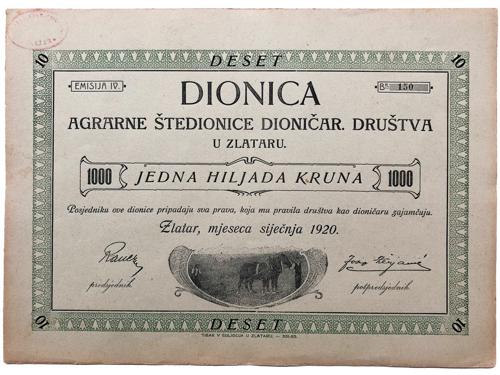 10 DESET 10
EMISIJA IV. Br. 150
DIONICA
AGRARNE ŠTEDIONICE DIONIČAR. DRUŠTVA
U ZLATARU.
1000 JEDNA HILJADA KRUNA 1000
Posjedniku ove dionice pripadaju sva prava, koja mu pravila društva kao dioničaru zajamčuju.
Zlatar, mjeseca siječnja 1920.
predsjednik potpredsjednik
10 DESET 10
TISAK V ZLATARU.